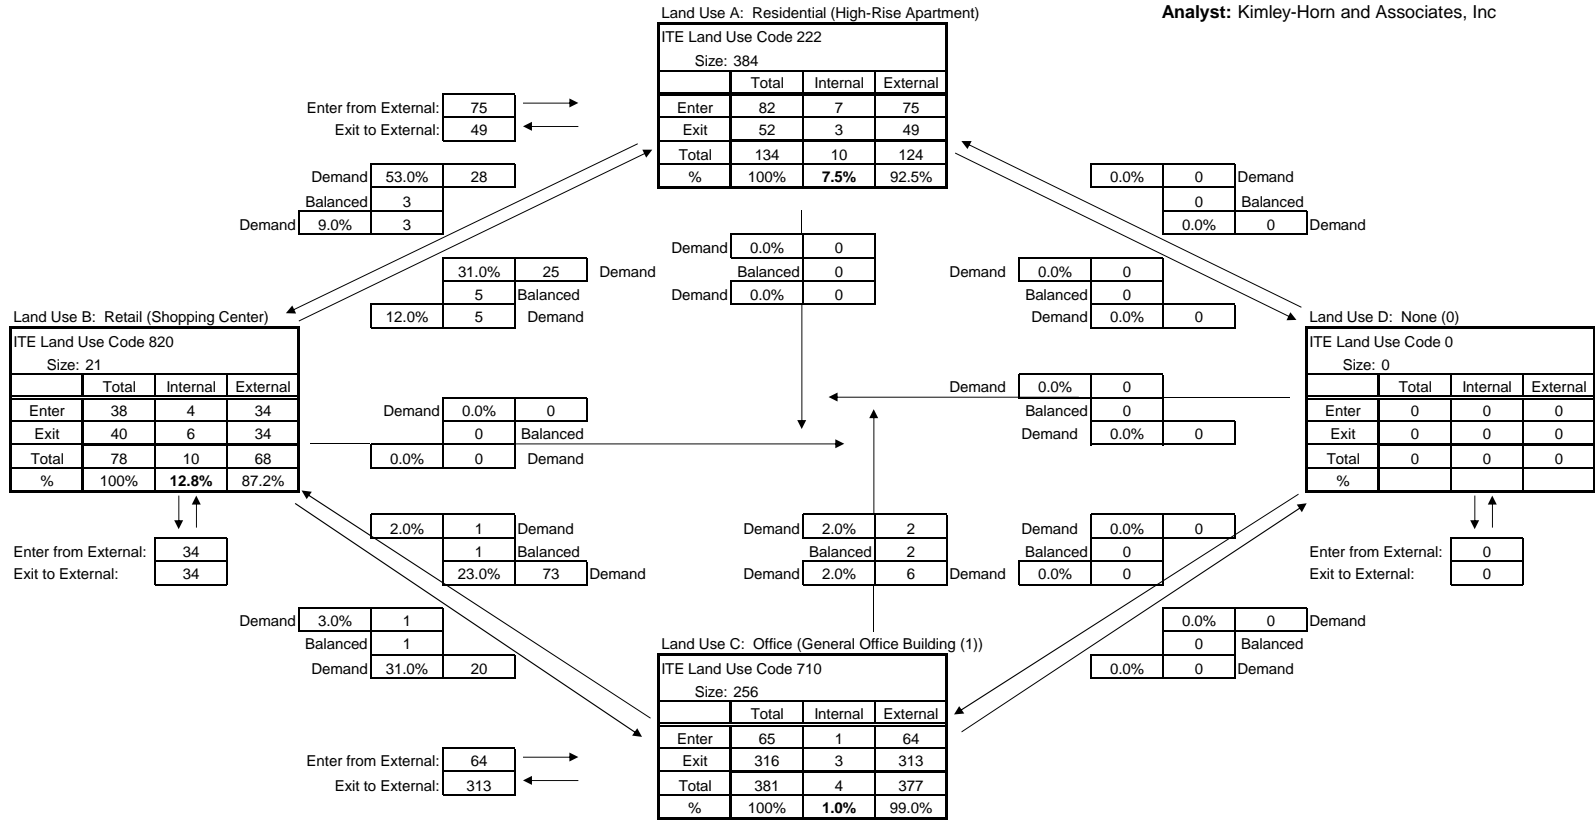 Analyst: Kimley-Horn and Associates, Inc
Land Use A: Residential (High-Rise Apartment)
ITE Land Use Code 222
Size: 384
Total Internal External
Enter 82 7 75
Exit 52 3 49
Total 134 10 124
% 100% 7.5% 92.5%
Enter from External: 75
Exit to External: 49
Demand 53.0% 28
Balanced 3
Demand 9.0% 3
31.0% 25 Demand
5 Balanced
12.0% 5 Demand
Demand 0.0% 0
Balanced 0
Demand 0.0% 0
0.0% 0 Demand
0 Balanced
0.0% 0 Demand
Demand 0.0% 0
Balanced 0
Demand 0.0% 0
Land Use B: Retail (Shopping Center)
ITE Land Use Code 820
Size: 21
Total Internal External
Enter 38 4 34
Exit 40 6 34
Total 78 10 68
% 100% 12.8% 87.2%
Enter from External: 34
Exit to External: 34
Demand 0.0% 0
0 Balanced
0.0% 0 Demand
Demand 0.0% 0
Balanced 0
Demand 0.0% 0
Land Use D: None (0)
ITE Land Use Code 0
Size: 0
Total Internal External
Enter 0 0 0
Exit 0 0 0
Total 0 0 0
%
Enter from External: 0
Exit to External: 0
2.0% 1 Demand
1 Balanced
23.0% 73 Demand
Demand 2.0% 2
Balanced 2
Demand 2.0% 6
Demand 0.0% 0
Balanced 0
Demand 0.0% 0
Demand 3.0% 1
Balanced 1
Demand 31.0% 20
0.0% 0 Demand
0 Balanced
0.0% 0 Demand
Land Use C: Office (General Office Building (1))
ITE Land Use Code 710
Size: 256
Total Internal External
Enter 65 1 64
Exit 316 3 313
Total 381 4 377
% 100% 1.0% 99.0%
Enter from External: 64
Exit to External: 313